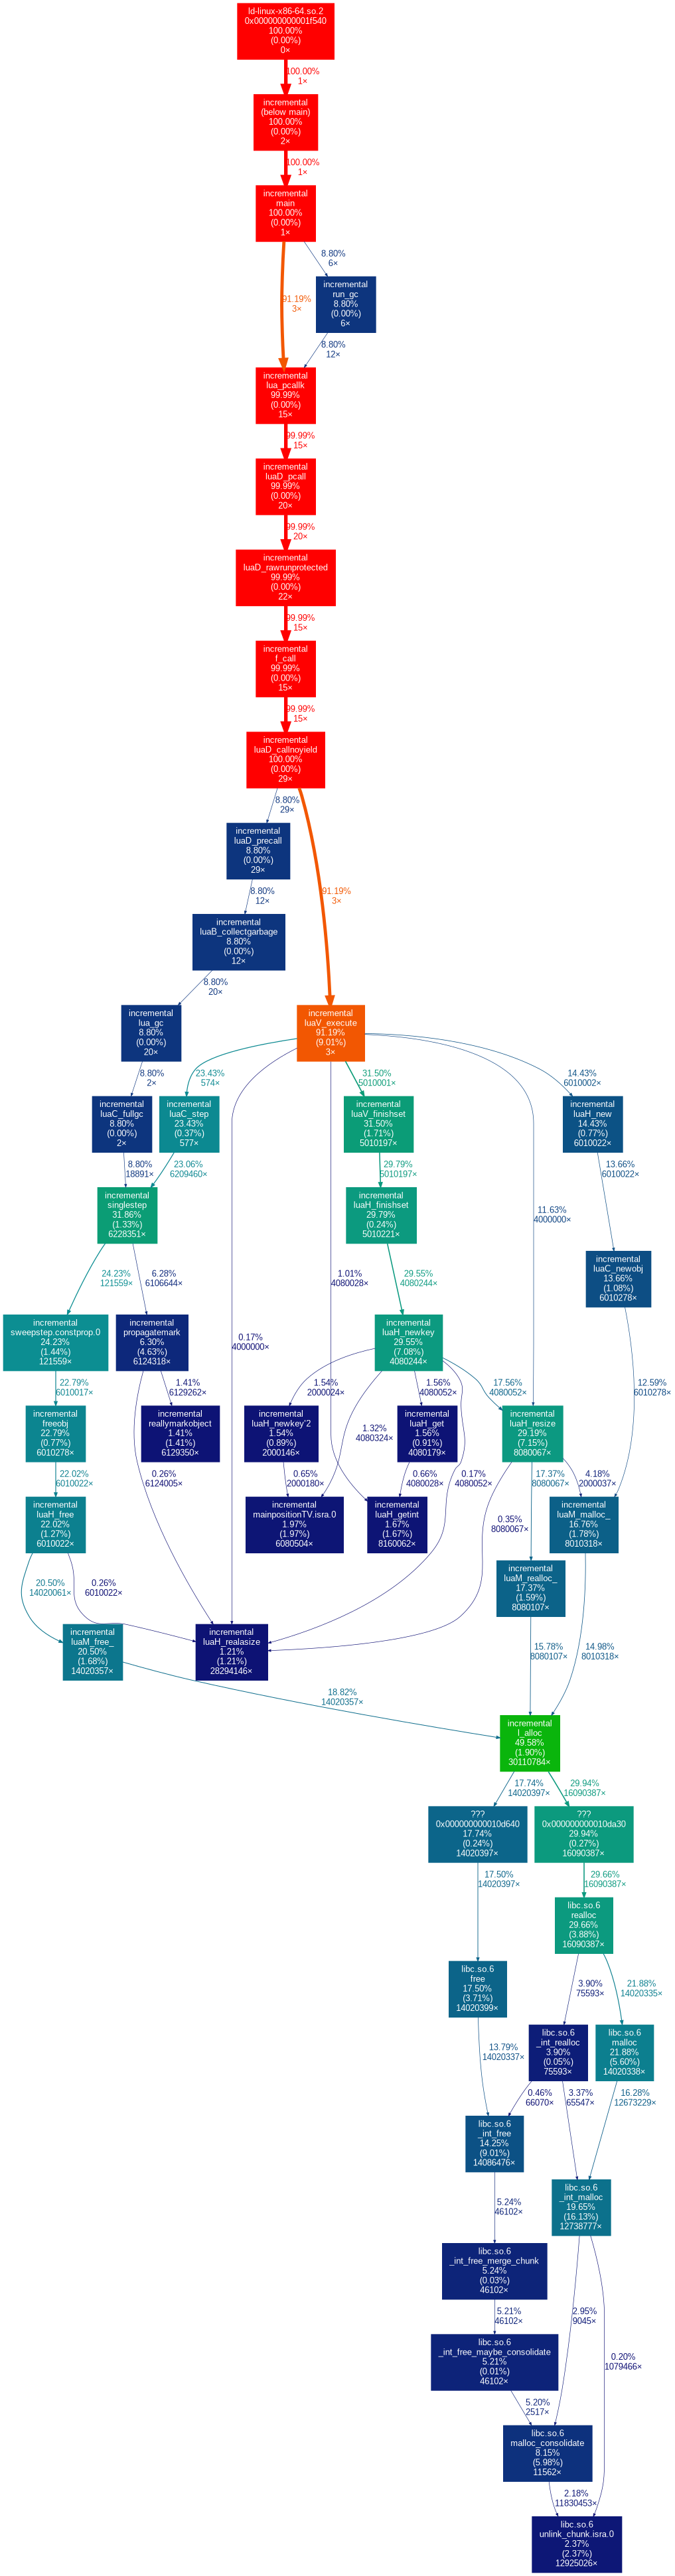 ld-linux-x86-64.so.2
0x000000000001f540
100.00%
(0.00%)
0×
100.00%
1×
incremental
(below main)
100.00%
(0.00%)
2×
100.00%
1×
incremental
main
100.00%
(0.00%)
1×
8.80%
6×
91.19%
3×
incremental
run_gc
8.80%
(0.00%)
6×
8.80%
12×
incremental
lua_pcallk
99.99%
(0.00%)
15×
99.99%
15×
incremental
luaD_pcall
99.99%
(0.00%)
20×
99.99%
20×
incremental
luaD_rawrunprotected
99.99%
(0.00%)
22×
99.99%
15×
incremental
f_call
99.99%
(0.00%)
15×
99.99%
15×
incremental
luaD_callnoyield
100.00%
(0.00%)
29×
8.80%
29×
91.19%
3×
incremental
luaD_precall
8.80%
(0.00%)
29×
8.80%
12×
incremental
luaB_collectgarbage
8.80%
(0.00%)
12×
8.80%
20×
incremental
lua_gc
8.80%
(0.00%)
20×
incremental
luaV_execute
91.19%
(9.01%)
3×
8.80%
2×
23.43%
574×
31.50%
5010001×
14.43%
6010002×
incremental
luaC_fullgc
8.80%
(0.00%)
2×
incremental
luaC_step
23.43%
(0.37%)
577×
incremental
luaV_finishset
31.50%
(1.71%)
5010197×
incremental
luaH_new
14.43%
(0.77%)
6010022×
8.80%
18891×
23.06%
6209460×
29.79%
5010197×
13.66%
6010022×
incremental
singlestep
31.86%
(1.33%)
6228351×
incremental
luaH_finishset
29.79%
(0.24%)
5010221×
11.63%
4000000×
incremental
luaC_newobj
13.66%
(1.08%)
6010278×
24.23%
121559×
6.28%
6106644×
1.01%
4080028×
29.55%
4080244×
incremental
sweepstep.constprop.0
24.23%
(1.44%)
121559×
incremental
propagatemark
6.30%
(4.63%)
6124318×
0.17%
4000000×
incremental
luaH_newkey
29.55%
(7.08%)
4080244×
12.59%
6010278×
22.79%
6010017×
1.41%
6129262×
1.54%
2000024×
1.56%
4080052×
17.56%
4080052×
incremental
freeobj
22.79%
(0.77%)
6010278×
incremental
reallymarkobject
1.41%
(1.41%)
6129350×
incremental
luaH_newkey'2
1.54%
(0.89%)
2000146×
1.32%
4080324×
incremental
luaH_get
1.56%
(0.91%)
4080179×
incremental
luaH_resize
29.19%
(7.15%)
8080067×
22.02%
6010022×
0.26%
6124005×
0.65%
2000180×
0.66%
4080028×
0.17%
4080052×
17.37%
8080067×
4.18%
2000037×
incremental
luaH_free
22.02%
(1.27%)
6010022×
incremental
mainpositionTV.isra.0
1.97%
(1.97%)
6080504×
incremental
luaH_getint
1.67%
(1.67%)
8160062×
0.35%
8080067×
incremental
luaM_malloc_
16.76%
(1.78%)
8010318×
20.50%
14020061×
0.26%
6010022×
incremental
luaM_realloc_
17.37%
(1.59%)
8080107×
incremental
luaM_free_
20.50%
(1.68%)
14020357×
incremental
luaH_realasize
1.21%
(1.21%)
28294146×
15.78%
8080107×
14.98%
8010318×
18.82%
14020357×
incremental
l_alloc
49.58%
(1.90%)
30110784×
17.74%
14020397×
29.94%
16090387×
???
0x000000000010d640
17.74%
(0.24%)
14020397×
???
0x000000000010da30
29.94%
(0.27%)
16090387×
17.50%
14020397×
29.66%
16090387×
libc.so.6
realloc
29.66%
(3.88%)
16090387×
libc.so.6
free
17.50%
(3.71%)
14020399×
3.90%
75593×
21.88%
14020335×
13.79%
14020337×
libc.so.6
_int_realloc
3.90%
(0.05%)
75593×
libc.so.6
malloc
21.88%
(5.60%)
14020338×
0.46%
66070×
3.37%
65547×
16.28%
12673229×
libc.so.6
_int_free
14.25%
(9.01%)
14086476×
libc.so.6
_int_malloc
19.65%
(16.13%)
12738777×
5.24%
46102×
libc.so.6
_int_free_merge_chunk
5.24%
(0.03%)
46102×
5.21%
46102×
2.95%
9045×
libc.so.6
_int_free_maybe_consolidate
5.21%
(0.01%)
46102×
0.20%
1079466×
5.20%
2517×
libc.so.6
malloc_consolidate
8.15%
(5.98%)
11562×
2.18%
11830453×
libc.so.6
unlink_chunk.isra.0
2.37%
(2.37%)
12925026×